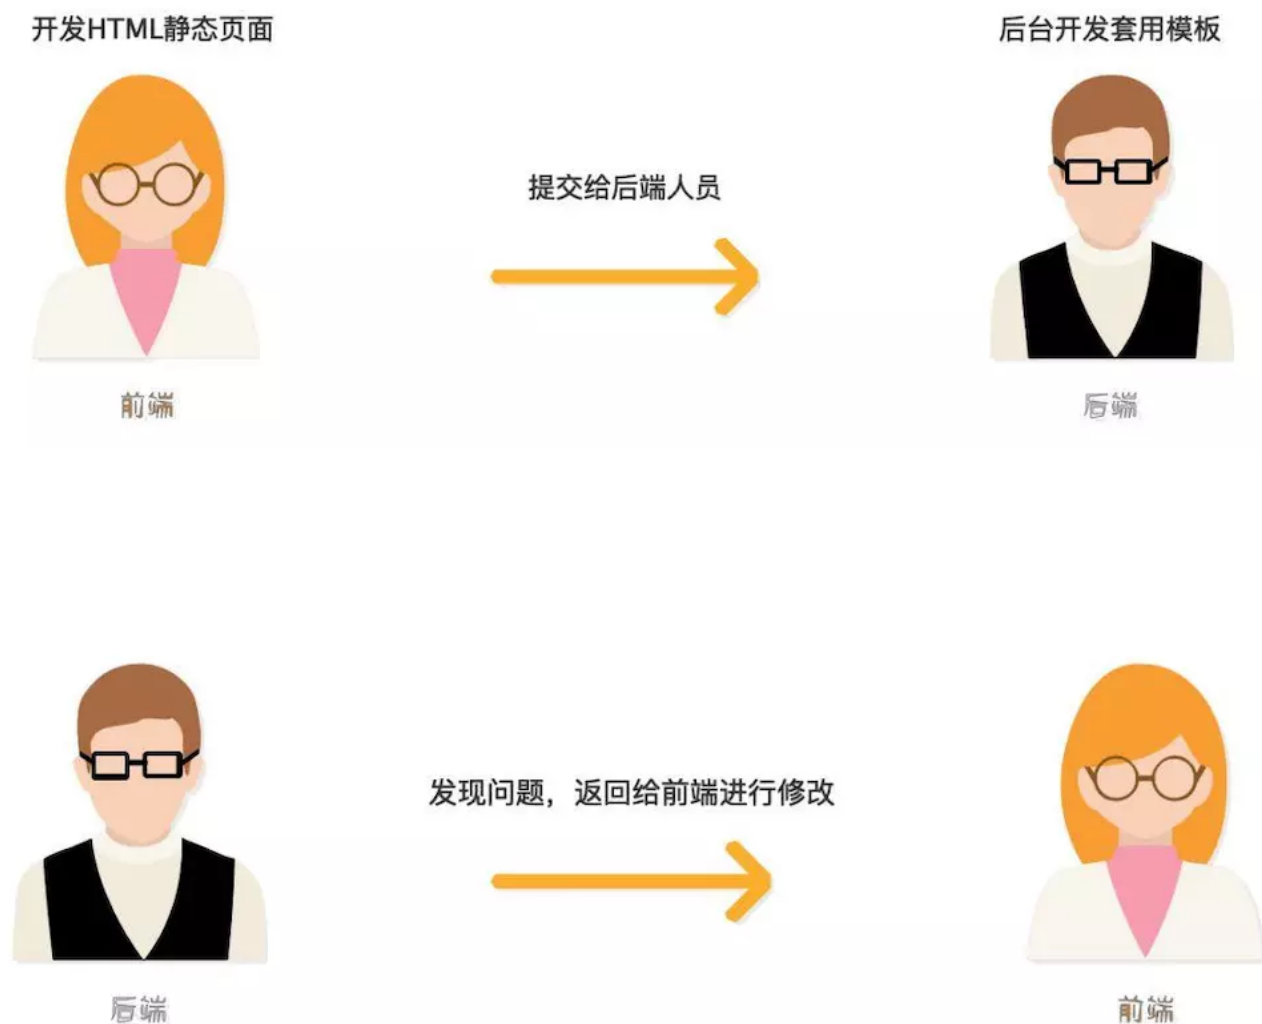 开发HTML静态页面
后台开发套用模板
提交给后端人员
前端
后端
发现问题，返回给前端进行修改
后端
前端